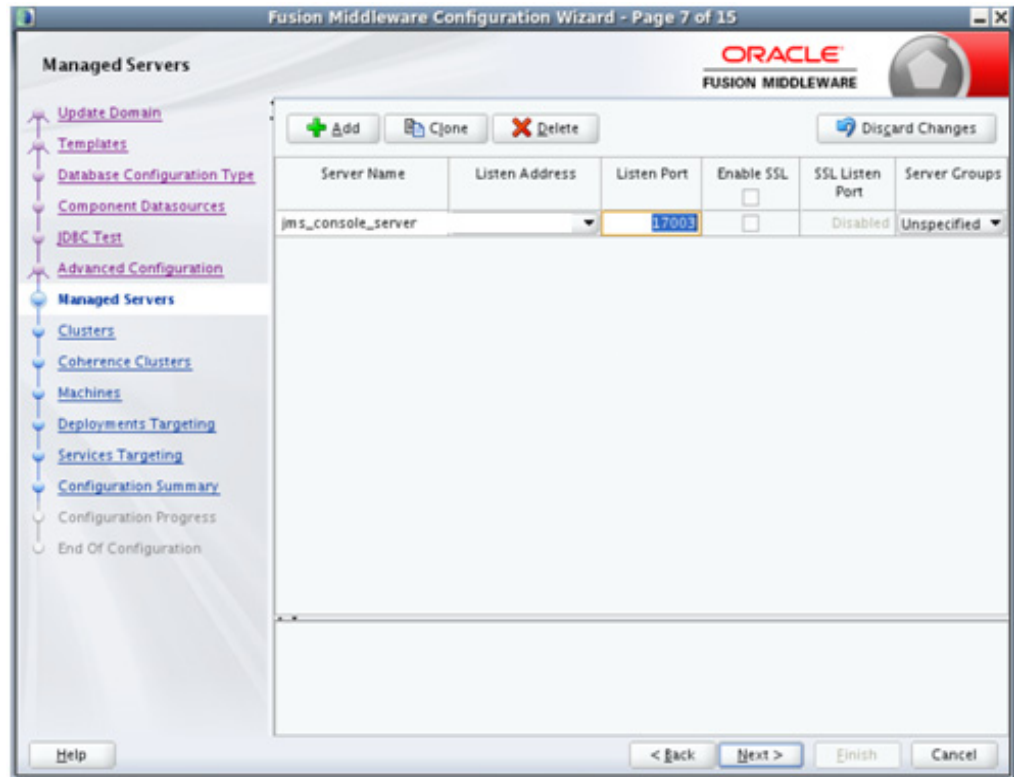 Fusion Middleware Configuration Wizard - Page 7 of 15
Managed Servers
ORACLE
FUSION MIDDLEWARE
Update Domain
Templates
Database Configuration Type
Component Datasources
JDBC Test
Advanced Configuration
Managed Servers
Clusters
Coherence Clusters
Machines
Deployments Targeting
Services Targeting
Configuration Summary
Configuration Progress
End Of Configuration
Add Clone Delete Discard Changes
Server Name Listen Address Listen Port Enable SSL SSL Listen Port Server Groups
jms_console_server 17003 Disabled Unspecified
Help < Back Next > Finish Cancel